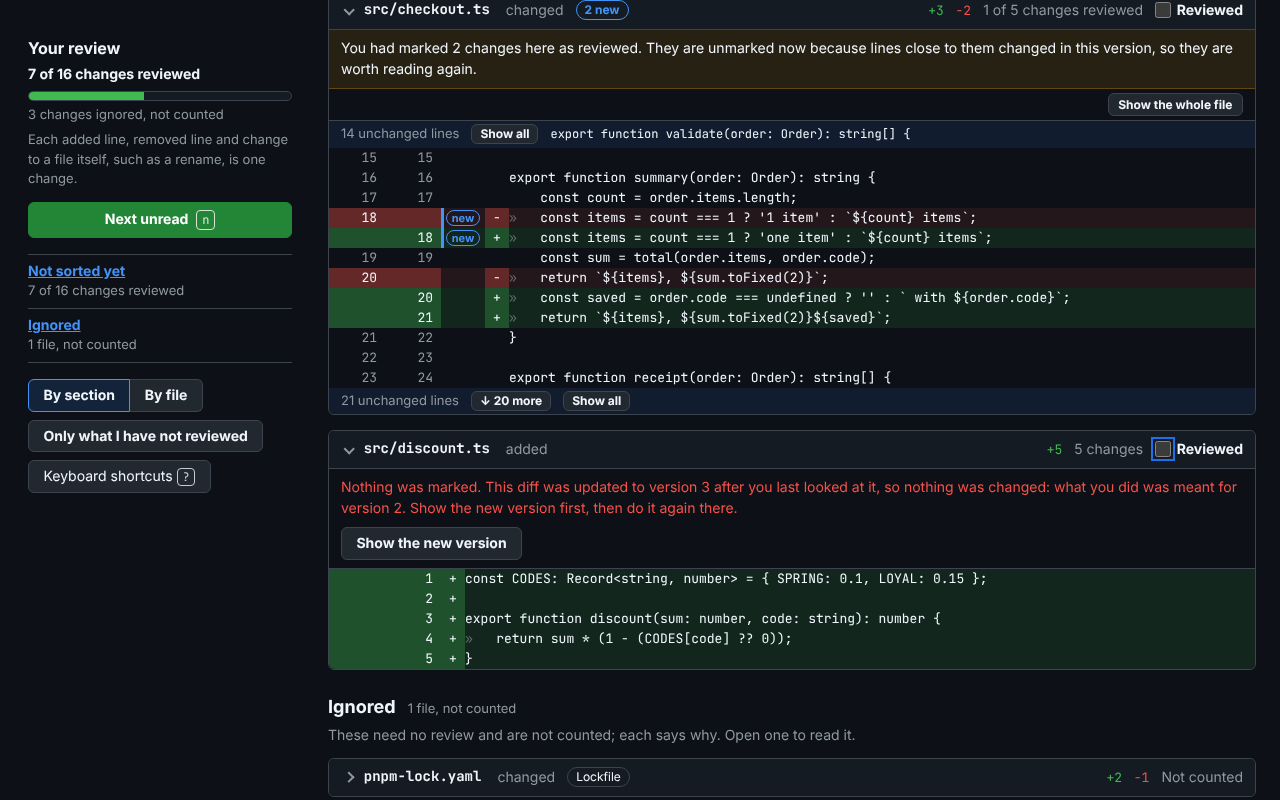 src/checkout.ts changed 2 new +3 -2 1 of 5 changes reviewed Reviewed
You had marked 2 changes here as reviewed. They are unmarked now because lines close to them changed in this version, so they are
worth reading again.
Show the whole file
14 unchanged lines Show all export function validate(order: Order): string[] {
15 15
16 16 export function summary(order: Order): string {
17 17 const count = order.items.length;
18 new - » const items = count === 1 ? '1 item' : `${count} items`;
18 new + » const items = count === 1 ? 'one item' : `${count} items`;
19 19 const sum = total(order.items, order.code);
20 - » return `${items}, ${sum.toFixed(2)}`;
20 + » const saved = order.code === undefined ? '' : ` with ${order.code}`;
21 + » return `${items}, ${sum.toFixed(2)}${saved}`;
21 22 }
22 23
23 24 export function receipt(order: Order): string[] {
21 unchanged lines ↓ 20 more Show all
src/discount.ts added +5 5 changes Reviewed
Nothing was marked. This diff was updated to version 3 after you last looked at it, so nothing was changed: what you did was meant for
version 2. Show the new version first, then do it again there.
Show the new version
1 + const CODES: Record<string, number> = { SPRING: 0.1, LOYAL: 0.15 };
2 +
3 + export function discount(sum: number, code: string): number {
4 + » return sum * (1 - (CODES[code] ?? 0));
5 + }
Ignored 1 file, not counted
These need no review and are not counted; each says why. Open one to read it.
pnpm-lock.yaml changed Lockfile +2 -1 Not counted
Your review
7 of 16 changes reviewed
3 changes ignored, not counted
Each added line, removed line and change
to a file itself, such as a rename, is one
change.
Next unread n
Not sorted yet
7 of 16 changes reviewed
Ignored
1 file, not counted
By section By file
Only what I have not reviewed
Keyboard shortcuts ?